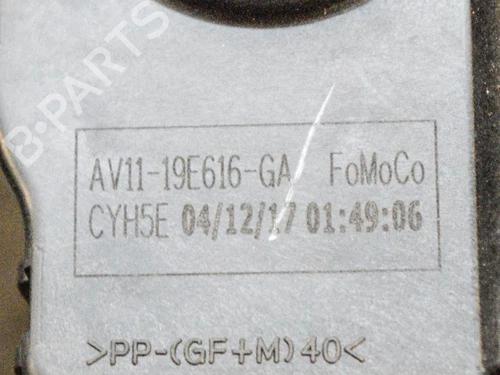 B-PARTS
AV11-19E616-GA FoMoCo
CYH5E 04/12/17 01:49:06
>PP-(GF+M)40<